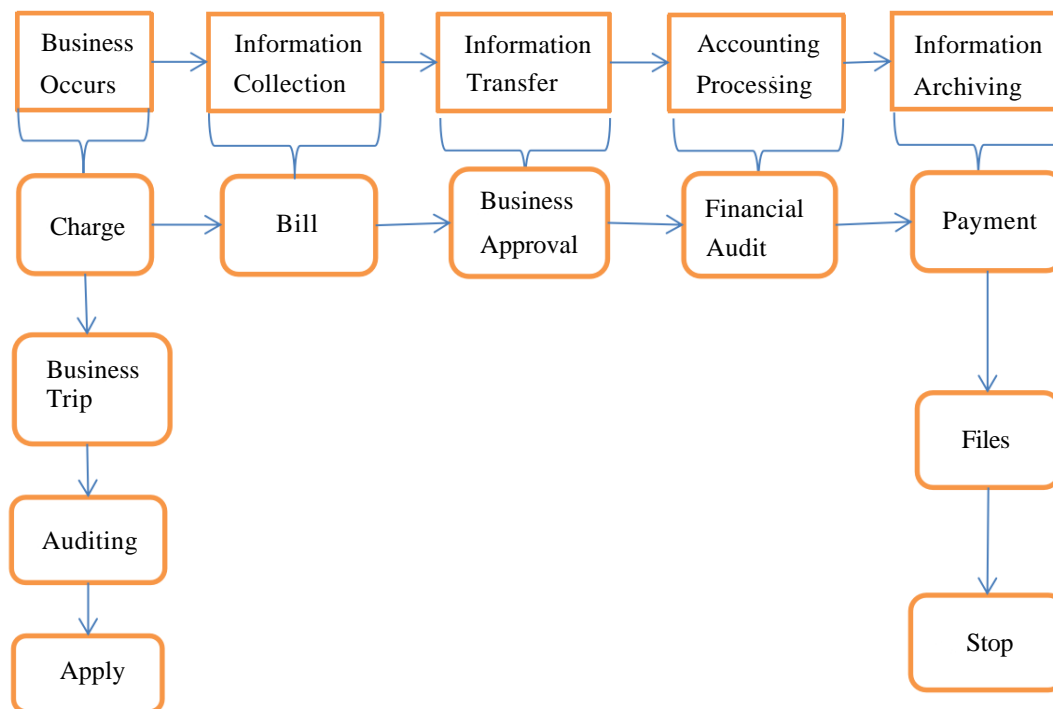 Business
Occurs
Information
Collection
Information
Transfer
Accounting
Processing
Information
Archiving
Charge
Bill
Business
Approval
Financial
Audit
Payment
Business
Trip
Files
Auditing
Apply
Stop